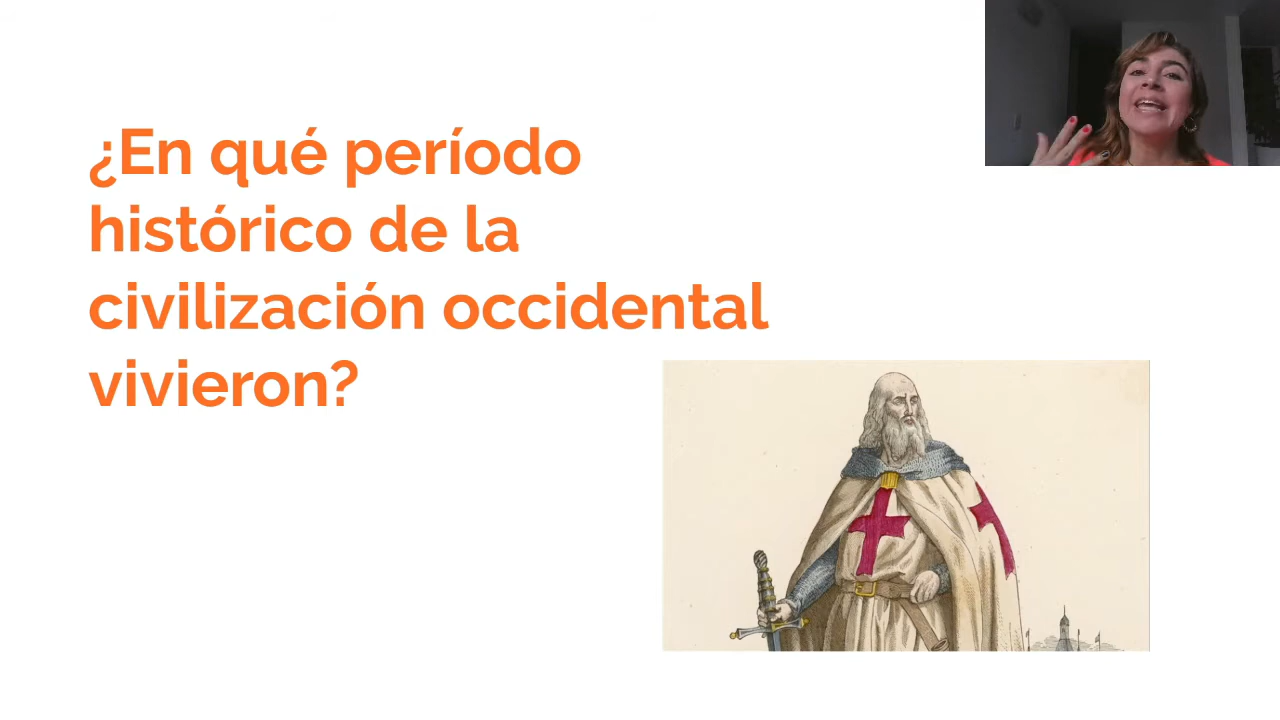 ¿En qué período
histórico de la
civilización occidental
vivieron?